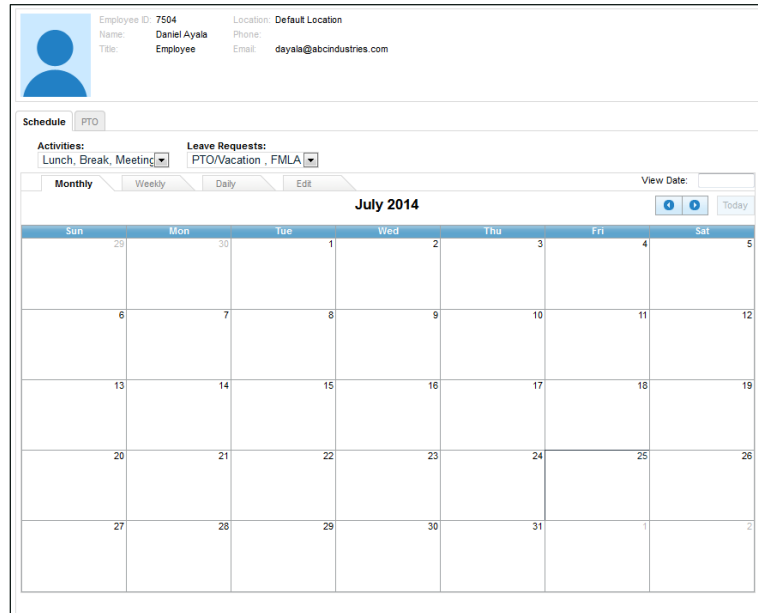 Employee ID: 7504 Location: Default Location
Name: Daniel Ayala Phone:
Title: Employee Email: dayala@abcindustries.com
Schedule PTO
Activities: Leave Requests:
Lunch, Break, Meeting PTO/Vacation , FMLA
Monthly Weekly Daily Edit View Date:
July 2014 Today
Sun Mon Tue Wed Thu Fri Sat
29 30 1 2 3 4 5
6 7 8 9 10 11 12
13 14 15 16 17 18 19
20 21 22 23 24 25 26
27 28 29 30 31 1 2